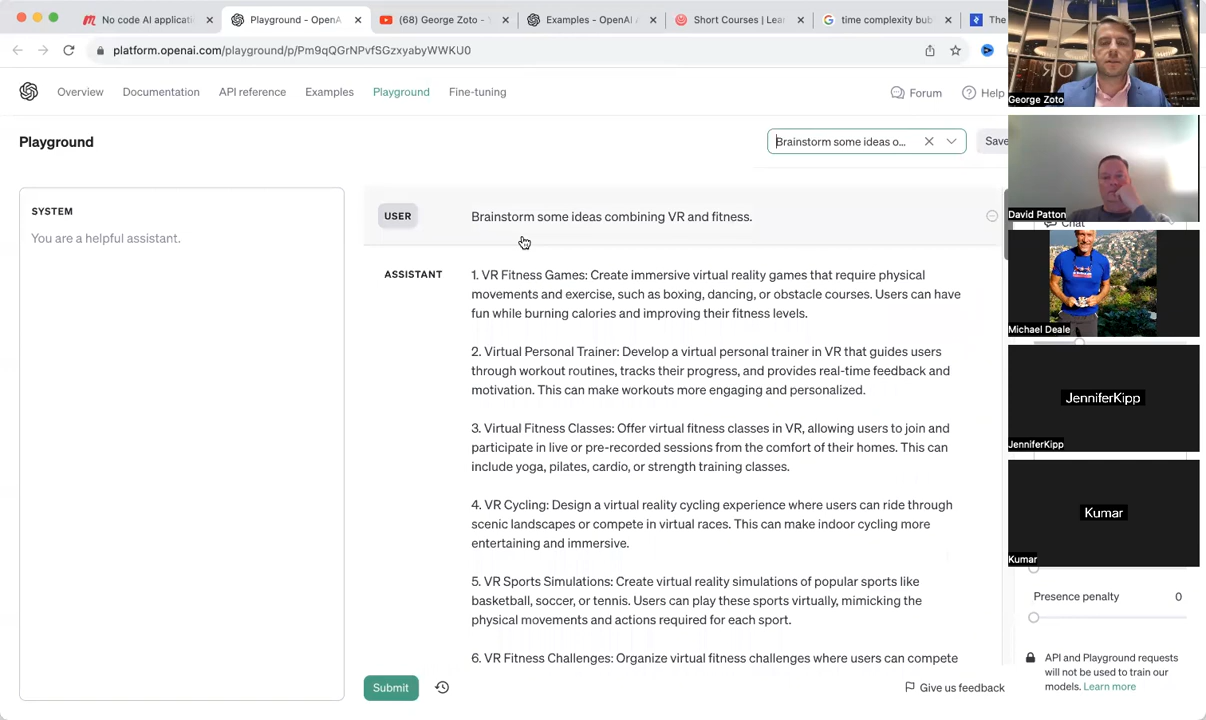 No code AI applicati
Playground - OpenA
(68) George Zoto - Y
Examples - OpenAI A
Short Courses | Lear
time complexity bub
The
platform.openai.com/playground/p/Pm9qQGrNPvfSGzxyabyWWKU0
Overview
Documentation
API reference
Examples
Playground
Fine-tuning
Forum
Help
George Zoto
Playground
Brainstorm some ideas o...
Save
SYSTEM
You are a helpful assistant.
USER
Brainstorm some ideas combining VR and fitness.
David Patton
Chat
ASSISTANT
1. VR Fitness Games: Create immersive virtual reality games that require physical
movements and exercise, such as boxing, dancing, or obstacle courses. Users can have
fun while burning calories and improving their fitness levels.
2. Virtual Personal Trainer: Develop a virtual personal trainer in VR that guides users
through workout routines, tracks their progress, and provides real-time feedback and
motivation. This can make workouts more engaging and personalized.
3. Virtual Fitness Classes: Offer virtual fitness classes in VR, allowing users to join and
participate in live or pre-recorded sessions from the comfort of their homes. This can
include yoga, pilates, cardio, or strength training classes.
4. VR Cycling: Design a virtual reality cycling experience where users can ride through
scenic landscapes or compete in virtual races. This can make indoor cycling more
entertaining and immersive.
5. VR Sports Simulations: Create virtual reality simulations of popular sports like
basketball, soccer, or tennis. Users can play these sports virtually, mimicking the
physical movements and actions required for each sport.
6. VR Fitness Challenges: Organize virtual fitness challenges where users can compete
Michael Deale
JenniferKipp
JenniferKipp
Kumar
Kumar
Presence penalty
0
API and Playground requests
will not be used to train our
models. Learn more
Submit
Give us feedback